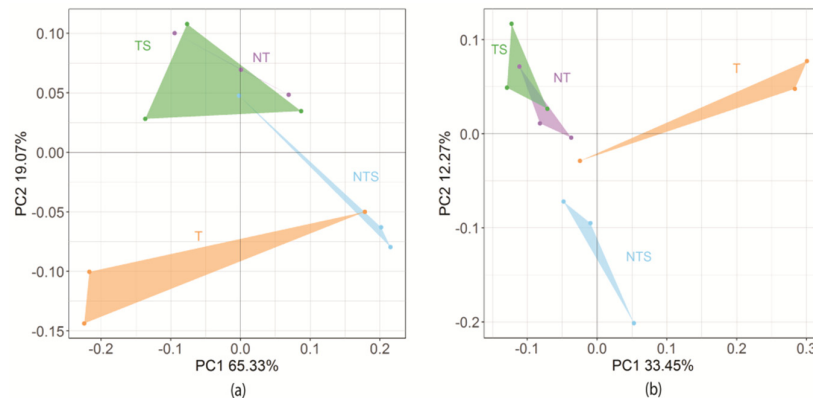 0.10
0.05
0.00
-0.05
-0.10
-0.15
PC2 19.07%
TS
NT
NTS
T
-0.2
-0.1
0.0
0.1
0.2
PC1 65.33%
(a)
0.1
0.0
-0.1
-0.2
PC2 12.27%
TS
NT
T
NTS
-0.1
0.0
0.1
0.2
0.3
PC1 33.45%
(b)